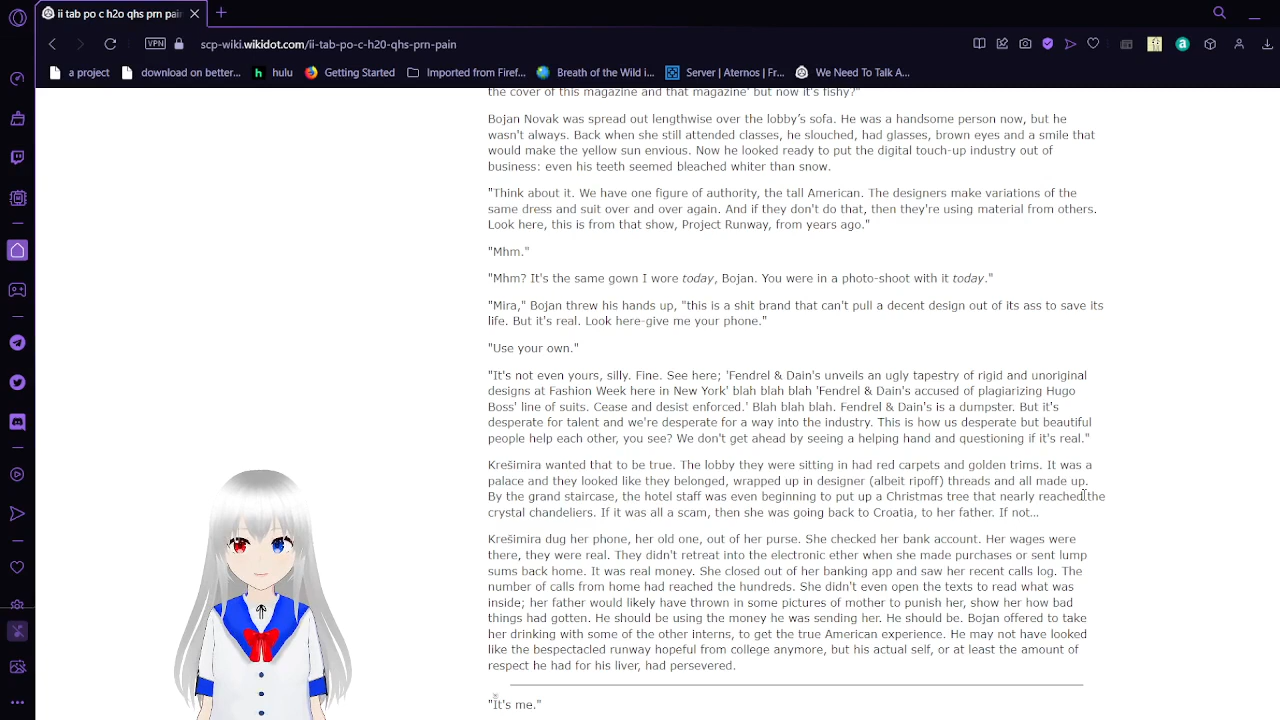 ii tab po c h2o qhs prn pain
VPN
scp-wiki.wikidot.com/ii-tab-po-c-h20-qhs-prn-pain
a project
download on better...
hulu
Getting Started
Imported from Firef...
Breath of the Wild i...
Server | Aternos | Fr...
We Need To Talk A...
the cover of this magazine and that magazine' but now it's fishy?"
Bojan Novak was spread out lengthwise over the lobby's sofa. He was a handsome person now, but he
wasn't always. Back when she still attended classes, he slouched, had glasses, brown eyes and a smile that
would make the yellow sun envious. Now he looked ready to put the digital touch-up industry out of
business: even his teeth seemed bleached whiter than snow.
"Think about it. We have one figure of authority, the tall American. The designers make variations of the
same dress and suit over and over again. And if they don't do that, then they're using material from others.
Look here, this is from that show, Project Runway, from years ago."
"Mhm."
"Mhm? It's the same gown I wore today, Bojan. You were in a photo-shoot with it today."
"Mira," Bojan threw his hands up, "this is a shit brand that can't pull a decent design out of its ass to save its
life. But it's real. Look here-give me your phone."
"Use your own."
"It's not even yours, silly. Fine. See here; 'Fendrel & Dain's unveils an ugly tapestry of rigid and unoriginal
designs at Fashion Week here in New York' blah blah blah 'Fendrel & Dain's accused of plagiarizing Hugo
Boss' line of suits. Cease and desist enforced.' Blah blah blah. Fendrel & Dain's is a dumpster. But it's
desperate for talent and we're desperate for a way into the industry. This is how us desperate but beautiful
people help each other, you see? We don't get ahead by seeing a helping hand and questioning if it's real."
Krešimira wanted that to be true. The lobby they were sitting in had red carpets and golden trims. It was a
palace and they looked like they belonged, wrapped up in designer (albeit ripoff) threads and all made up.
By the grand staircase, the hotel staff was even beginning to put up a Christmas tree that nearly reached the
crystal chandeliers. If it was all a scam, then she was going back to Croatia, to her father. If not…
Krešimira dug her phone, her old one, out of her purse. She checked her bank account. Her wages were
there, they were real. They didn't retreat into the electronic ether when she made purchases or sent lump
sums back home. It was real money. She closed out of her banking app and saw her recent calls log. The
number of calls from home had reached the hundreds. She didn't even open the texts to read what was
inside; her father would likely have thrown in some pictures of mother to punish her, show her how bad
things had gotten. He should be using the money he was sending her. He should be. Bojan offered to take
her drinking with some of the other interns, to get the true American experience. He may not have looked
like the bespectacled runway hopeful from college anymore, but his actual self, or at least the amount of
respect he had for his liver, had persevered.
"It's me."